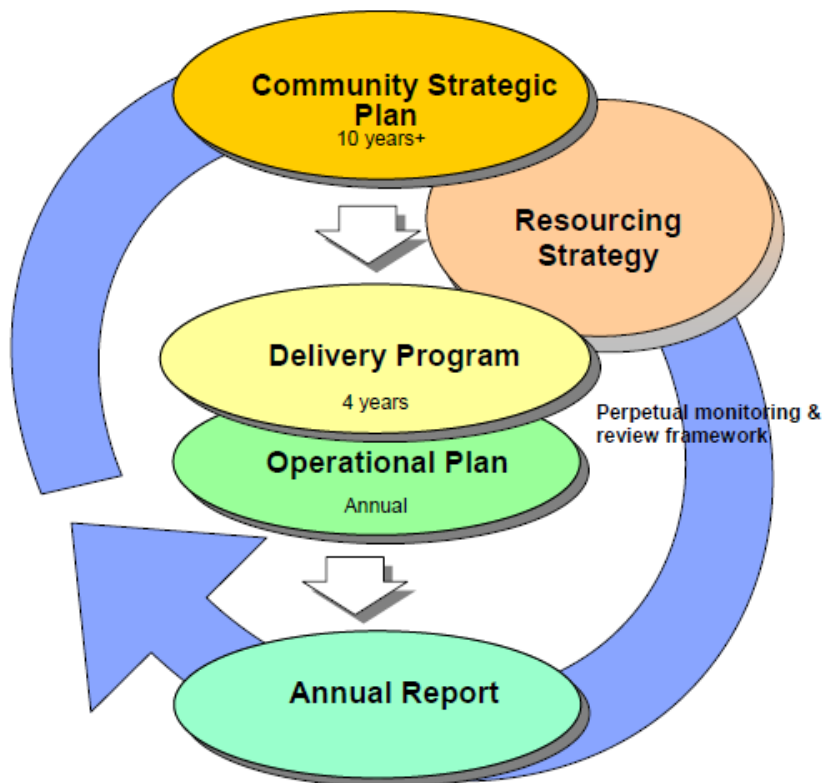 Community Strategic
Plan
10 years+
Resourcing
Strategy
Delivery Program
4 years
Perpetual monitoring &
review framework
Operational Plan
Annual
Annual Report